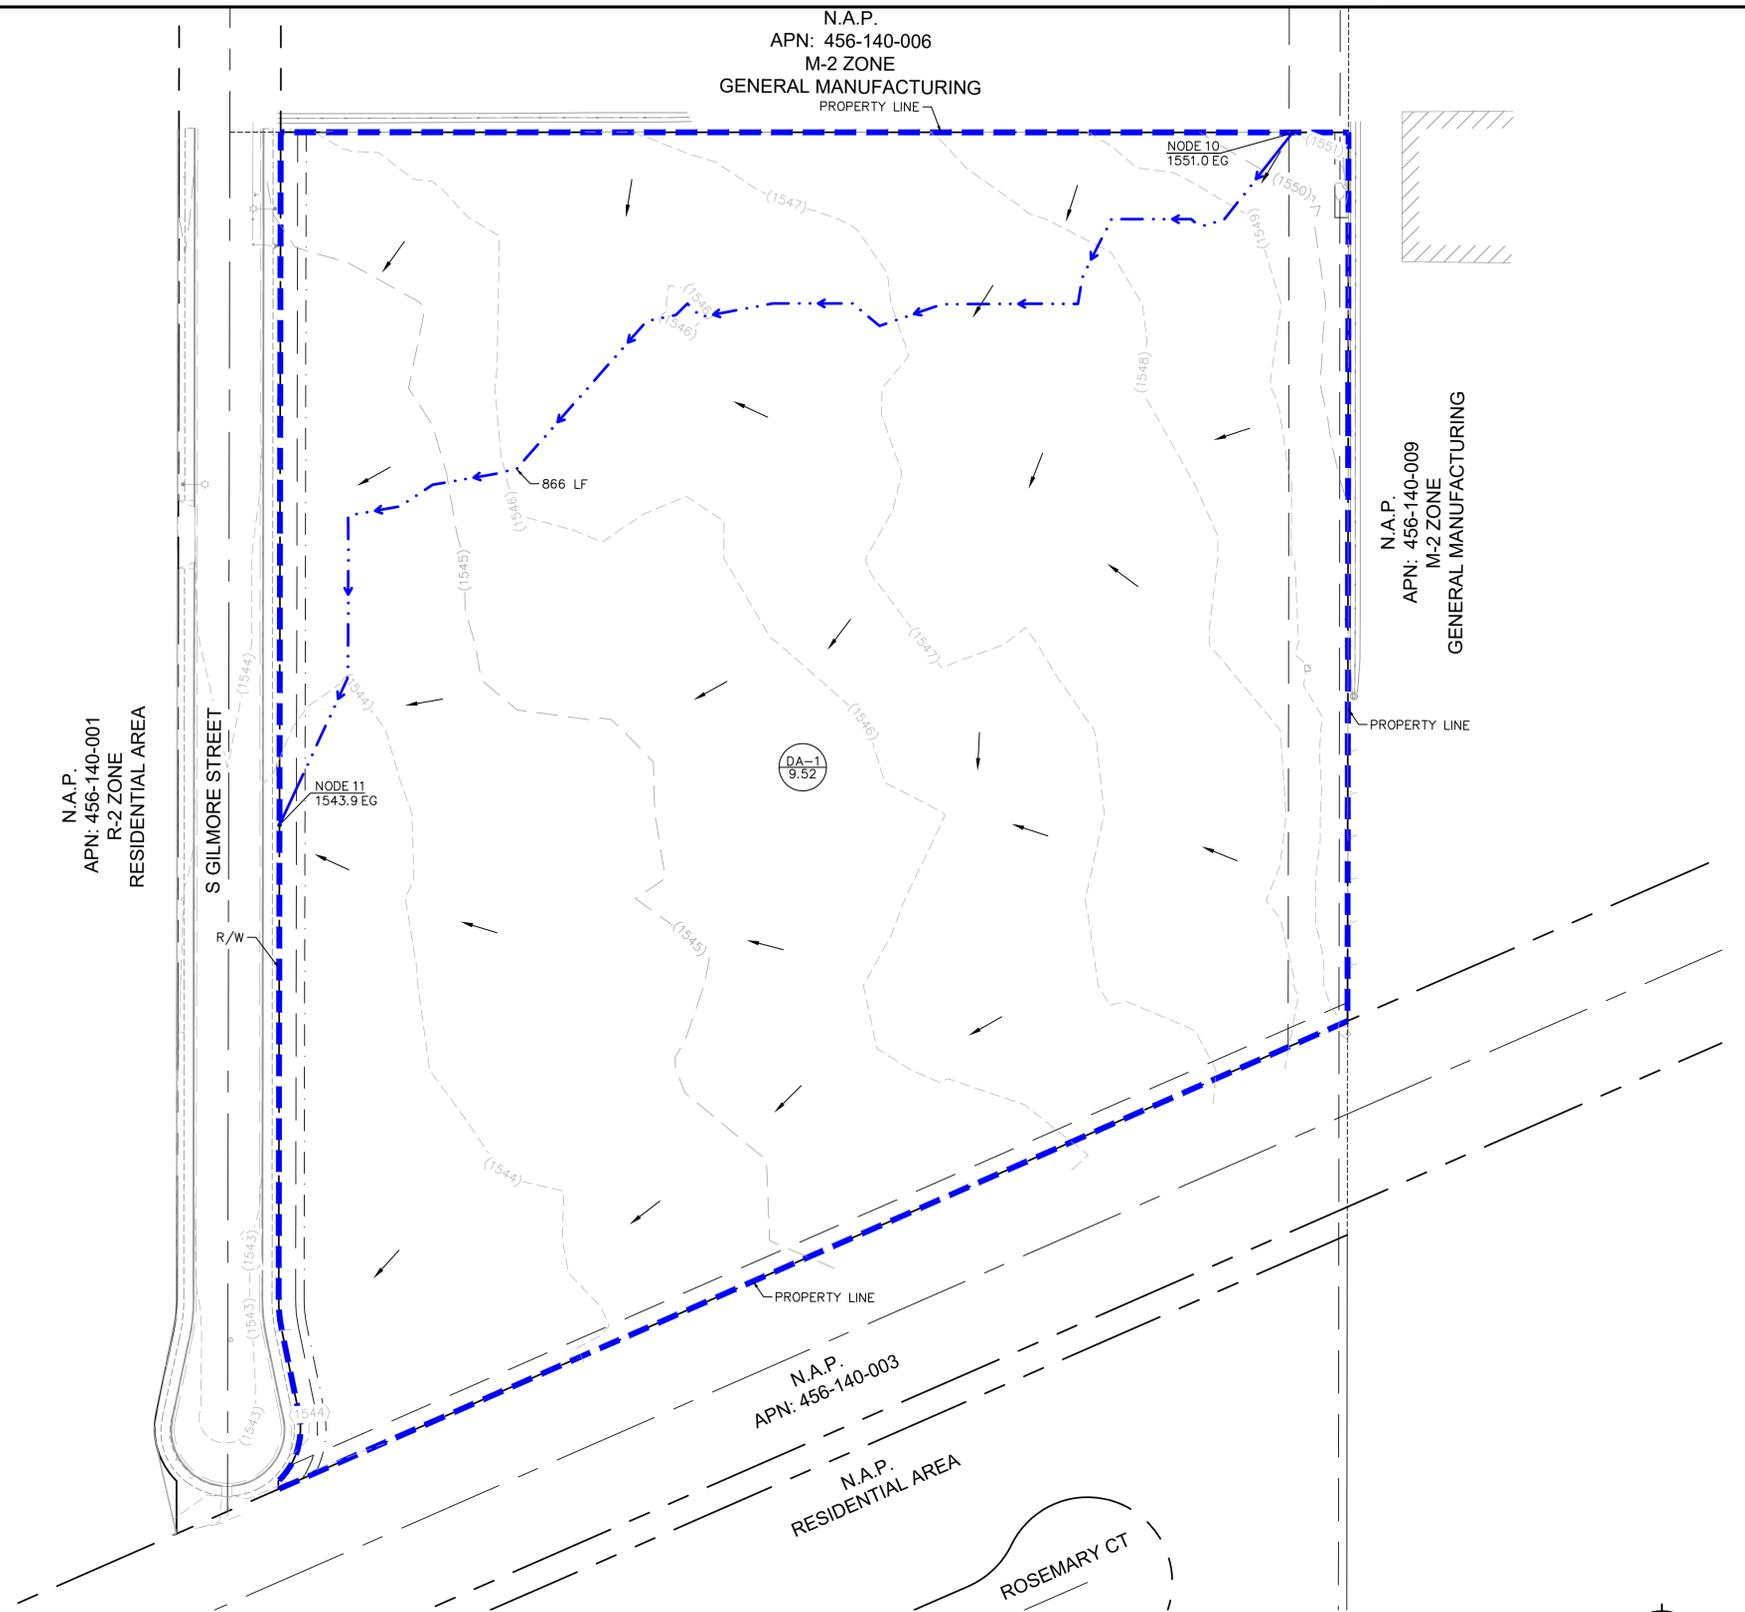 N.A.P.
APN: 456-140-006
M-2 ZONE
GENERAL MANUFACTURING
PROPERTY LINE
NODE 10
1551.0 EG
(1551)
(1550)
(1549)
(1547)
(1546)
(1546)
(1548)
866 LF
(1546)
(1545)
N.A.P.
APN: 456-140-009
M-2 ZONE
GENERAL MANUFACTURING
(1547)
(1544)
(1544)
(1546)
PROPERTY LINE
N.A.P.
APN: 456-140-001
R-2 ZONE
RESIDENTIAL AREA
S GILMORE STREET
DA-1
9.52
NODE 11
1543.9 EG
R/W
(1545)
(1544)
(1543)
(1543)
PROPERTY LINE
(1544)
(1543)
N.A.P.
APN: 456-140-003
N.A.P.
RESIDENTIAL AREA
ROSEMARY CT